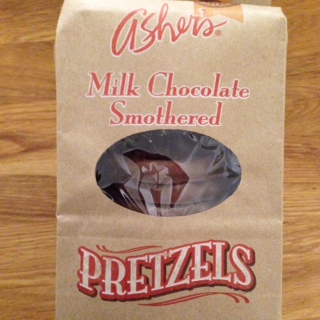 asher's®
Milk Chocolate
Smothered
PRETZELS